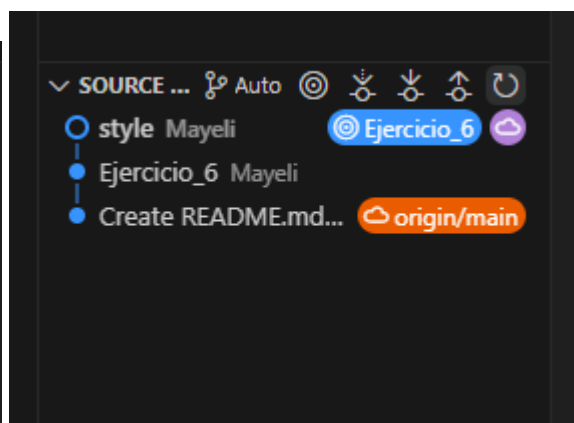 SOURCE ... Auto
style Mayeli Ejercicio_6
Ejercicio_6 Mayeli
Create README.md... origin/main